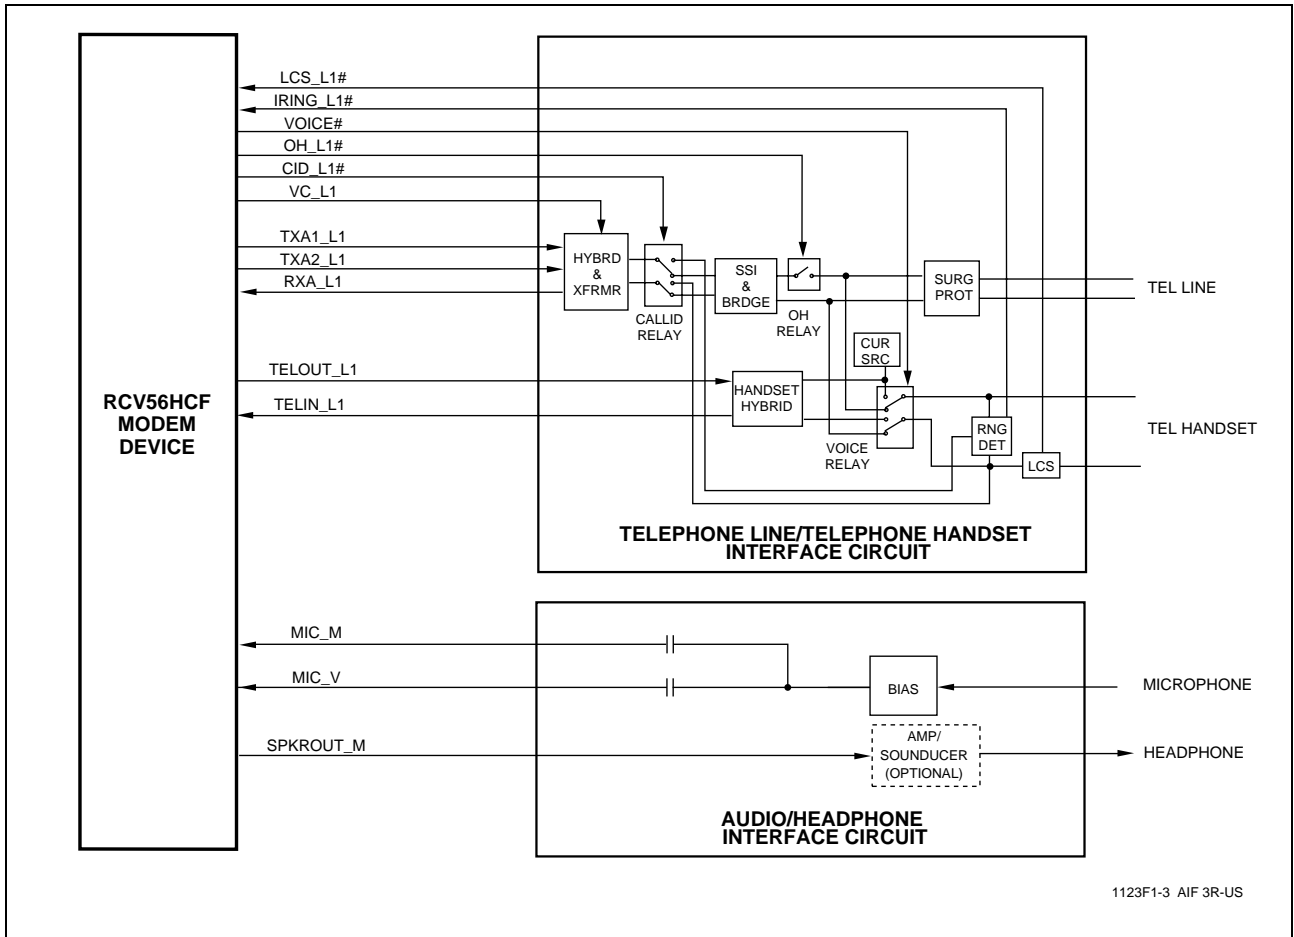 LCS_L1#
IRING_L1#
VOICE#
OH_L1#
CID_L1#
VC_L1
TXA1_L1
TXA2_L1
RXA_L1
HYBRD
&
XFRMR
CALLID
RELAY
SSI
&
BRDGE
OH
RELAY
SURG
PROT
TEL LINE
CUR
SRC
TELOUT_L1
TELIN_L1
HANDSET
HYBRID
VOICE
RELAY
RNG
DET
LCS
TEL HANDSET
RCV56HCF
MODEM
DEVICE
TELEPHONE LINE/TELEPHONE HANDSET
INTERFACE CIRCUIT
MIC_M
MIC_V
BIAS
MICROPHONE
SPKROUT_M
AMP/
SOUNDUCER
(OPTIONAL)
HEADPHONE
AUDIO/HEADPHONE
INTERFACE CIRCUIT
1123F1-3 AIF 3R-US